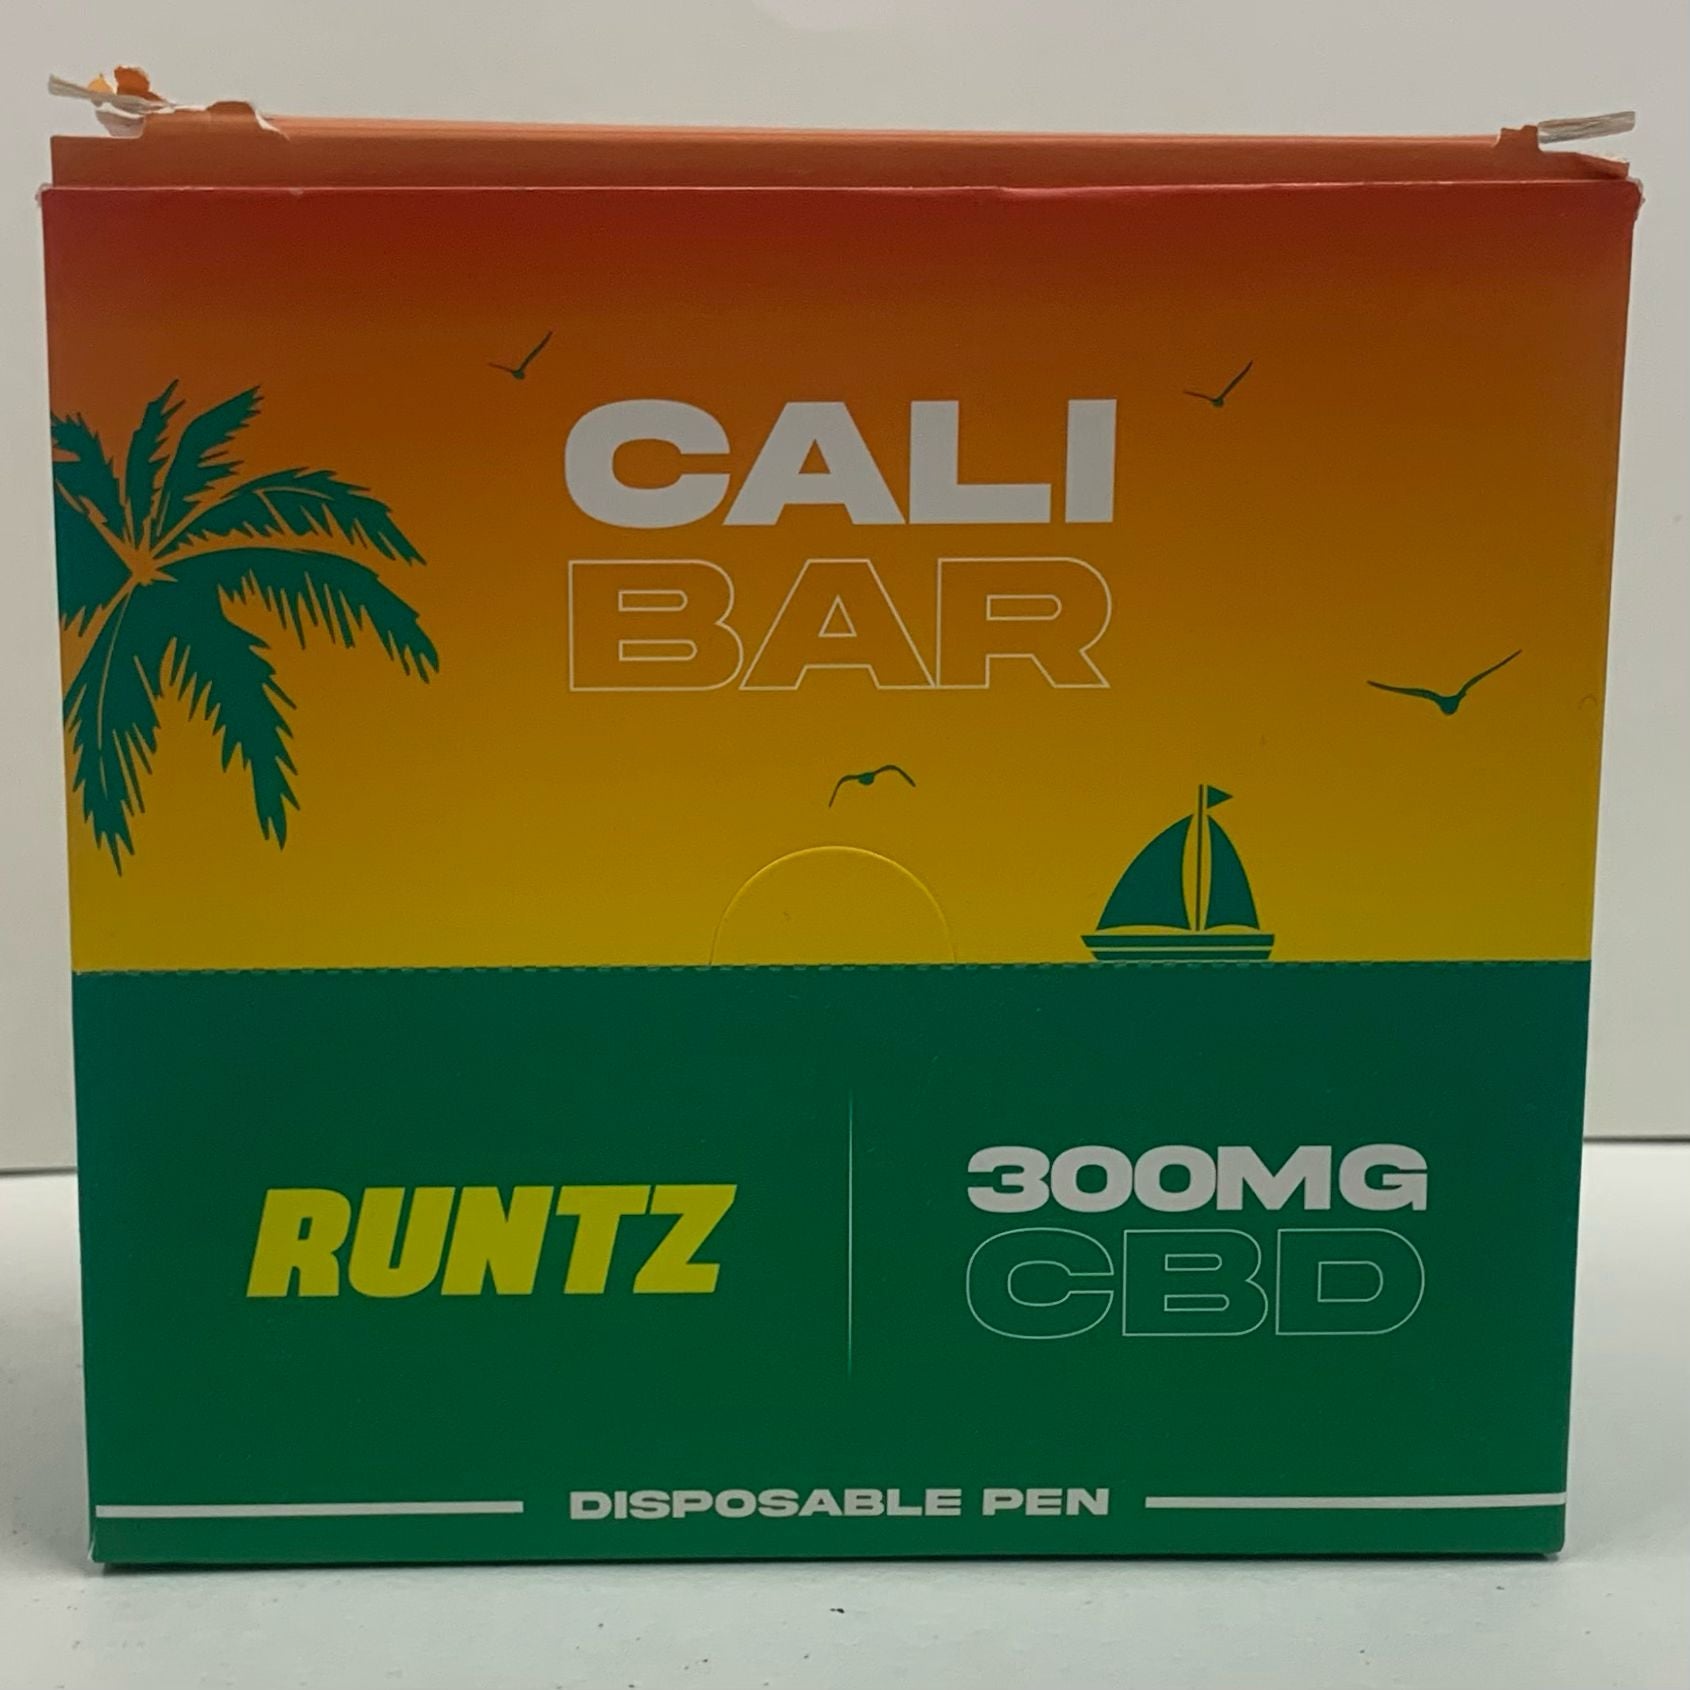 CALI
BAR
RUNTZ
300MG
CBD
DISPOSABLE PEN